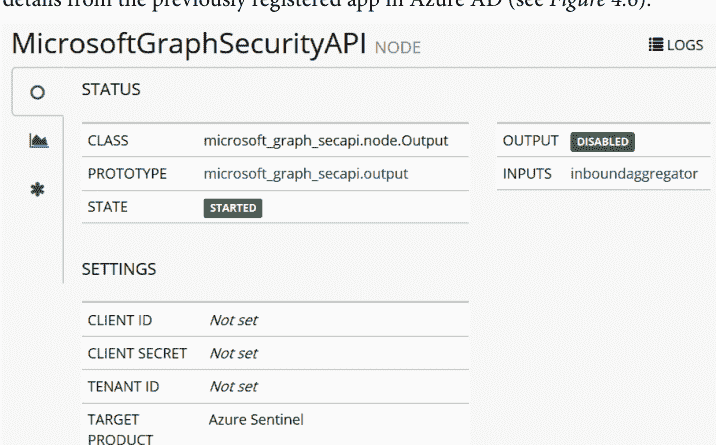 details from the previously registered app in Azure AD (see Figure 4.6).
MicrosoftGraphSecurityAPI NODE
LOGS
STATUS
CLASS microsoft_graph_secapi.node.Output
PROTOTYPE microsoft_graph_secapi.output
STATE STARTED
OUTPUT DISABLED
INPUTS inboundaggregator
SETTINGS
CLIENT ID Not set
CLIENT SECRET Not set
TENANT ID Not set
TARGET Azure Sentinel
PRODUCT